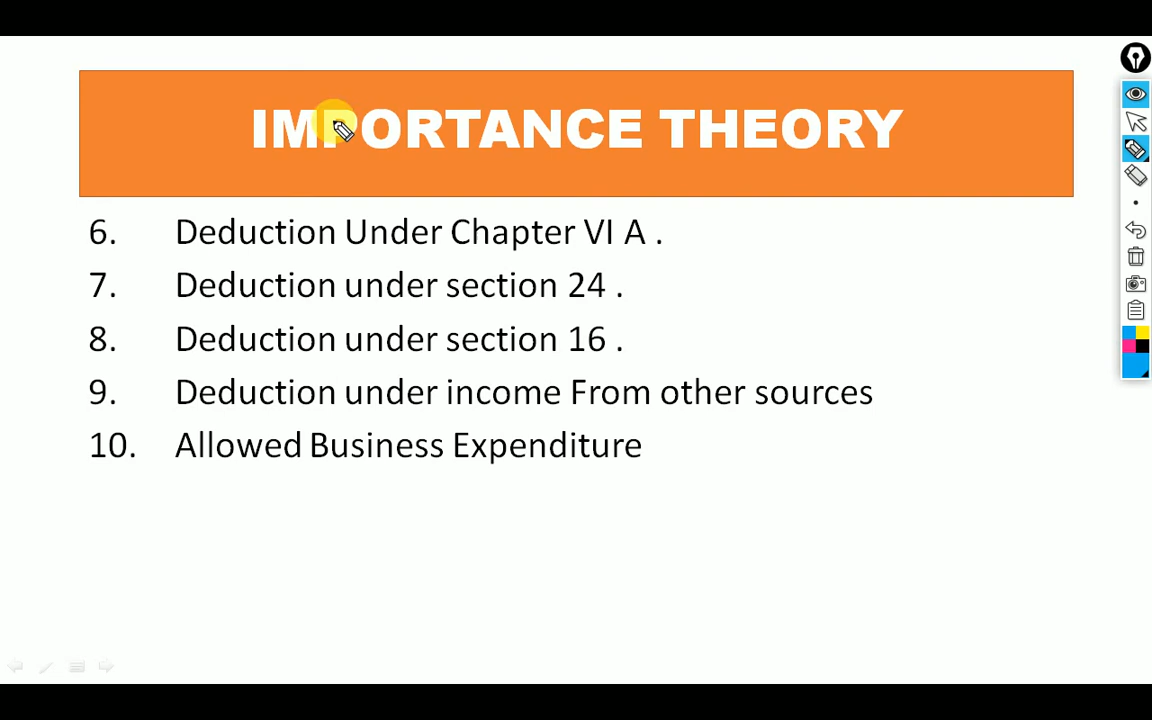 IMPORTANCE THEORY
6. Deduction Under Chapter VI A .
7. Deduction under section 24 .
8. Deduction under section 16 .
9. Deduction under income From other sources
10. Allowed Business Expenditure